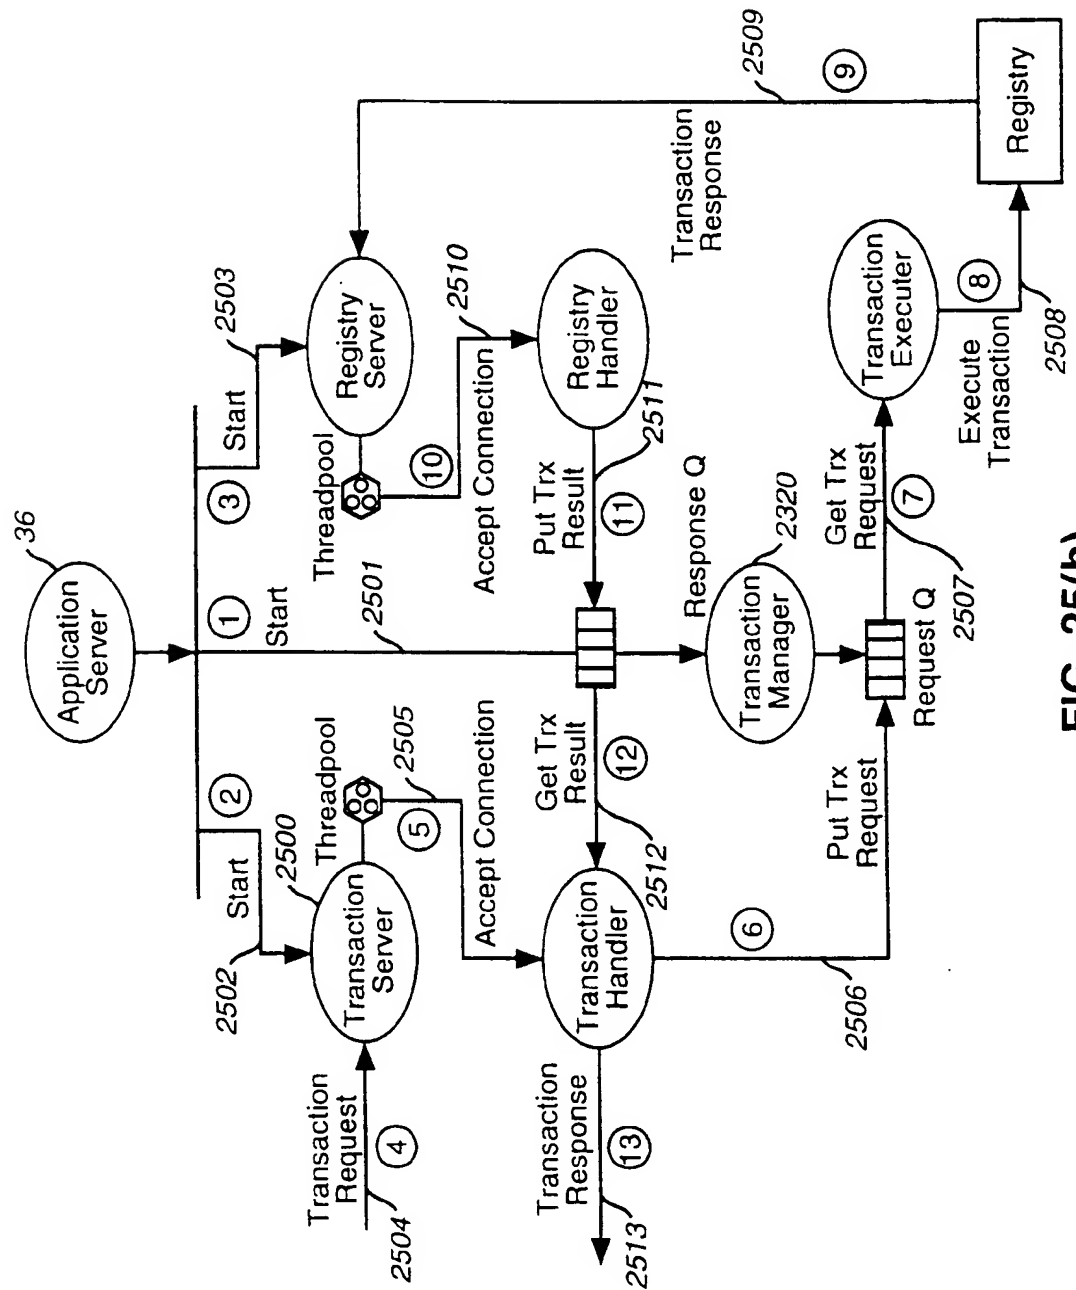 36
Application
Server
1
Start
2501
2
Start
2502
3
Start
2503
Transaction
Request
4
2504
Transaction
Server
2500
Threadpool
5
2505
Accept Connection
Threadpool
Registry
Server
10
2510
Accept Connection
Transaction
Response
9
2509
Transaction
Response
13
2513
Transaction
Handler
Get Trx
Result
12
2512
Put Trx
Result
11
2511
Registry
Handler
Response Q
Transaction
Manager
2320
6
2506
Put Trx
Request
Request Q
Get Trx
Request
7
2507
Transaction
Executer
Execute
Transaction
8
2508
Registry